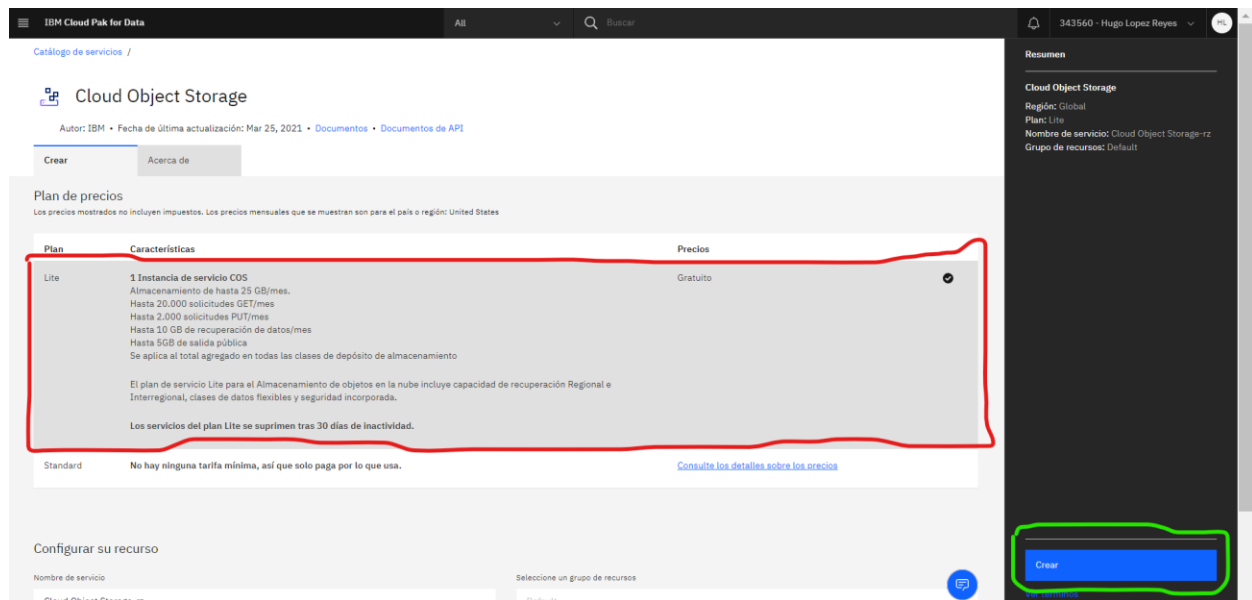 IBM Cloud Pak for Data
All
Buscar
343560 - Hugo Lopez Reyes
HL
Catálogo de servicios /
Cloud Object Storage
Autor: IBM • Fecha de última actualización: Mar 25, 2021 • Documentos • Documentos de API
Crear
Acerca de
Plan de precios
Los precios mostrados no incluyen impuestos. Los precios mensuales que se muestran son para el país o región: United States
Plan
Características
Precios
Lite
1 Instancia de servicio COS
Gratuito
Almacenamiento de hasta 25 GB/mes.
Hasta 20.000 solicitudes GET/mes
Hasta 2.000 solicitudes PUT/mes
Hasta 10 GB de recuperación de datos/mes
Hasta 5GB de salida pública
Se aplica al total agregado en todas las clases de depósito de almacenamiento
El plan de servicio Lite para el Almacenamiento de objetos en la nube incluye capacidad de recuperación Regional e
Interregional, clases de datos flexibles y seguridad incorporada.
Los servicios del plan Lite se suprimen tras 30 días de inactividad.
Standard
No hay ninguna tarifa mínima, así que solo paga por lo que usa.
Consulte los detalles sobre los precios
Configurar su recurso
Nombre de servicio
Seleccione un grupo de recursos
Cloud Object Storage-rz
Default
Resumen
Cloud Object Storage
Región: Global
Plan: Lite
Nombre de servicio: Cloud Object Storage-rz
Grupo de recursos: Default
Crear
Ver términos